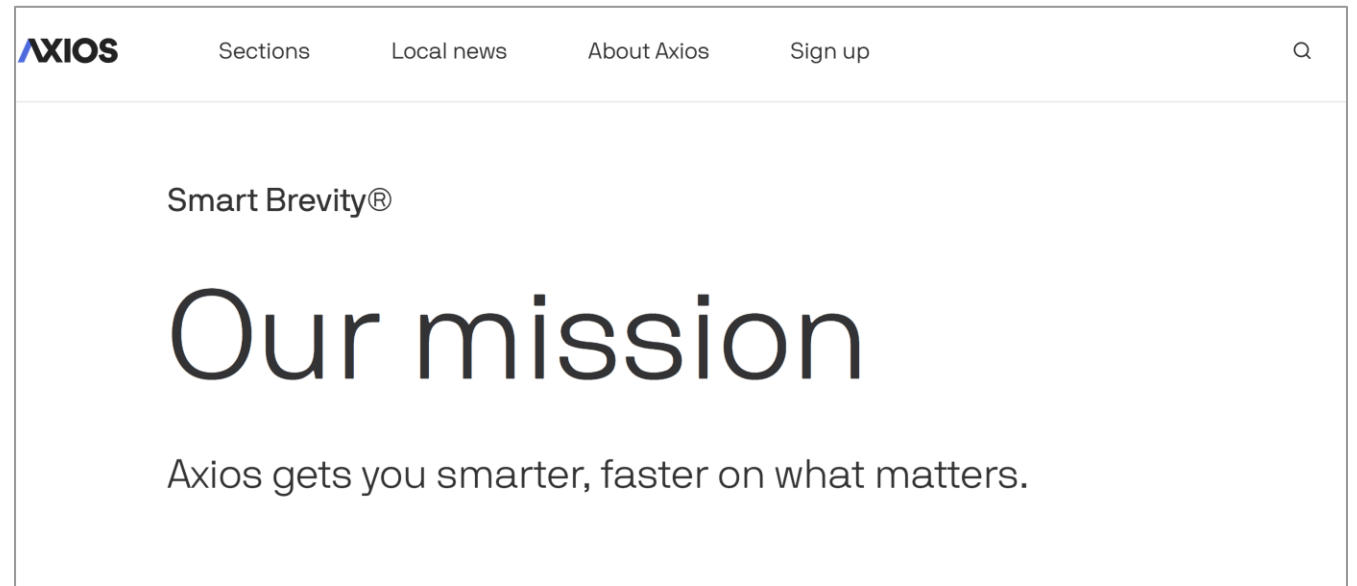 AXIOS Sections Local news About Axios Sign up
Smart Brevity®
Our mission
Axios gets you smarter, faster on what matters.